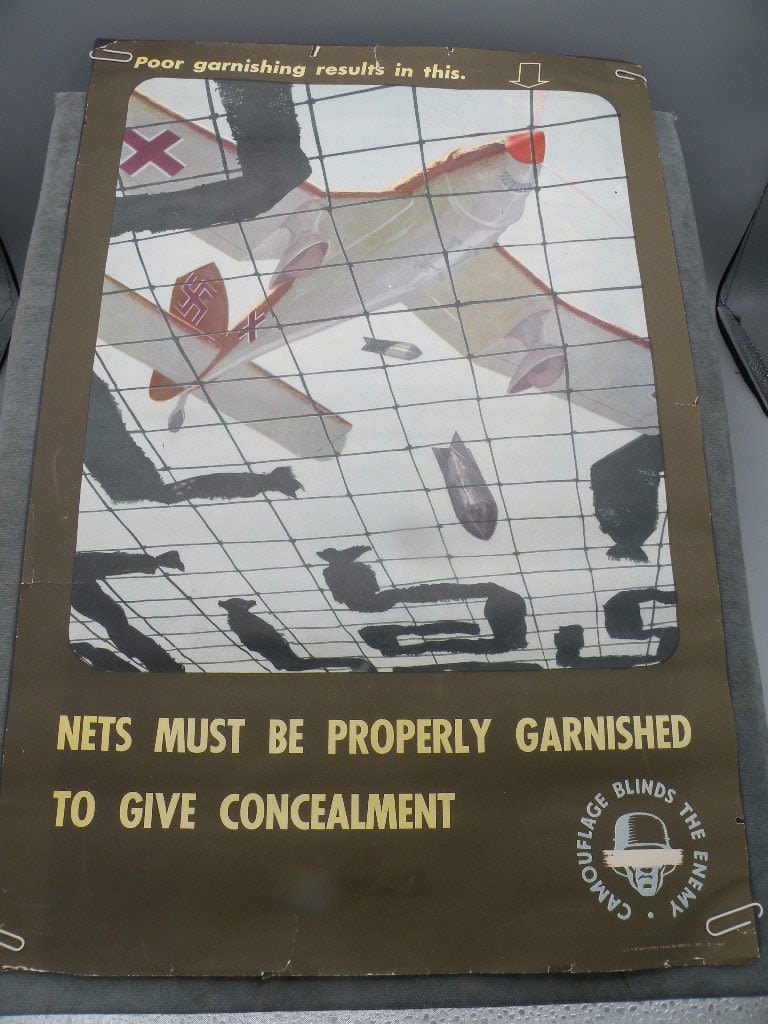 Poor garnishing results in this.
NETS MUST BE PROPERLY GARNISHED
TO GIVE CONCEALMENT
CAMOUFLAGE BLINDS THE ENEMY •